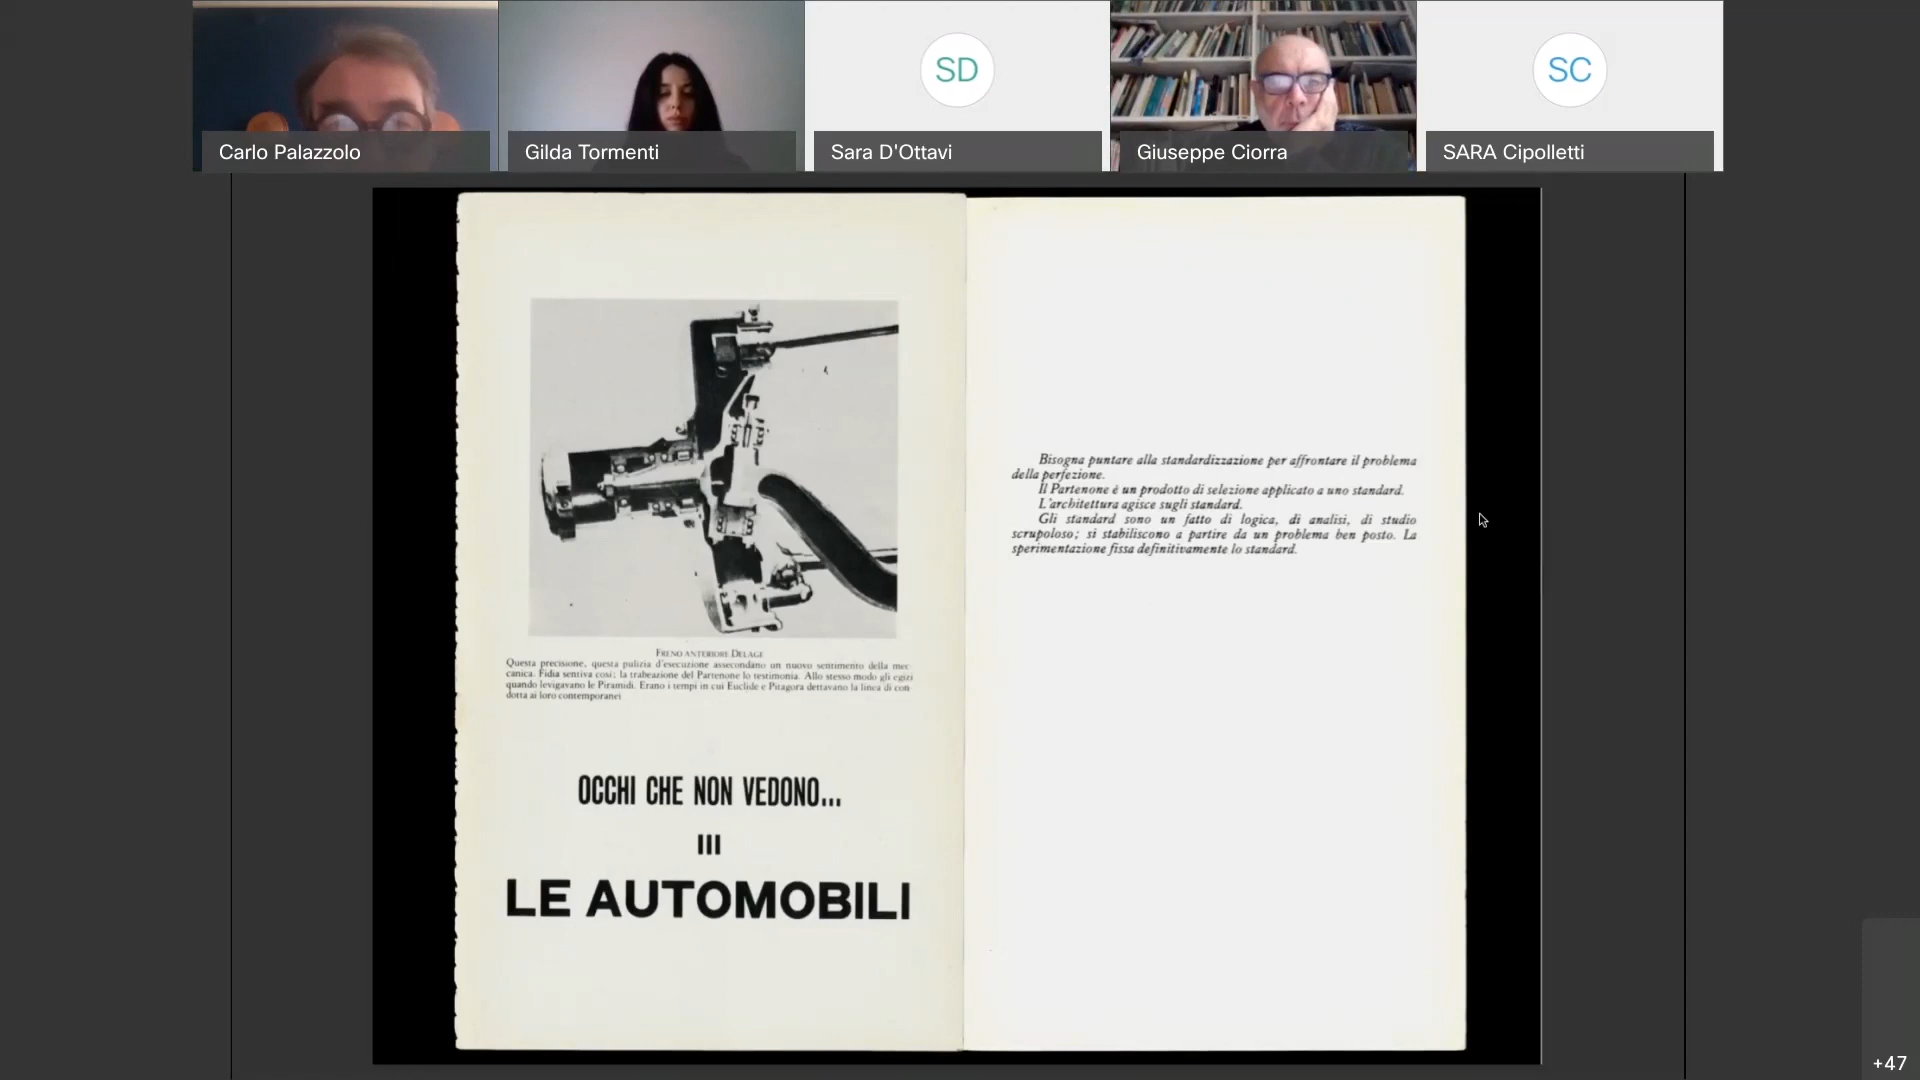 SD
SC
Carlo Palazzolo
Gilda Tormenti
Sara D'Ottavi
Giuseppe Ciorra
SARA Cipolletti
FRENO ANTERIORE DELAGE
Questa precisione, questa pulizia d'esecuzione assecondano un nuovo sentimento della mec-
canica. Fidia sentiva così; la trabeazione del Partenone lo testimonia. Allo stesso modo gli egizi
quando levigavano le Piramidi. Erano i tempi in cui Euclide e Pitagora dettavano la linea di con-
dotta ai loro contemporanei
OCCHI CHE NON VEDONO...
III
LE AUTOMOBILI
Bisogna puntare alla standardizzazione per affrontare il problema
della perfezione.
Il Partenone è un prodotto di selezione applicato a uno standard.
L'architettura agisce sugli standard.
Gli standard sono un fatto di logica, di analisi, di studio
scrupoloso; si stabiliscono a partire da un problema ben posto. La
sperimentazione fissa definitivamente lo standard.
+47